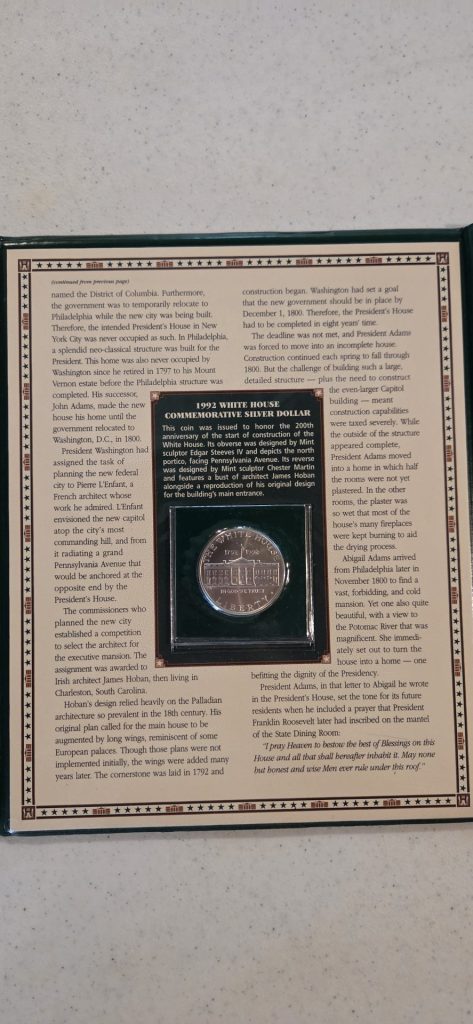 (continued from previous page)
named the District of Columbia. Furthermore,
the government was to temporarily relocate to
Philadelphia while the new city was being built.
Therefore, the intended President's House in New
York City was never occupied as such. In Philadelphia,
a splendid neo-classical structure was built for the
President. This home was also never occupied by
Washington since he retired in 1797 to his Mount
Vernon estate before the Philadelphia structure was
completed. His successor,
John Adams, made the new
house his home until the
government relocated to
Washington, D.C., in 1800.
President Washington had
assigned the task of
planning the new federal
city to Pierre L'Enfant, a
French architect whose
work he admired. L'Enfant
envisioned the new capitol
atop the city's most
commanding hill, and from
it radiating a grand
Pennsylvania Avenue that
would be anchored at the
opposite end by the
President's House.
The commissioners who
planned the new city
established a competition
to select the architect for
the executive mansion. The
assignment was awarded to
Irish architect James Hoban, then living in
Charleston, South Carolina.
Hoban's design relied heavily on the Palladian
architecture so prevalent in the 18th century. His
original plan called for the main house to be
augmented by long wings, reminiscent of some
European palaces. Though those plans were not
implemented initially, the wings were added many
years later. The cornerstone was laid in 1792 and
construction began. Washington had set a goal
that the new government should be in place by
December 1, 1800. Therefore, the President's House
had to be completed in eight years' time.
The deadline was not met, and President Adams
was forced to move into an incomplete house.
Construction continued each spring to fall through
1800. But the challenge of building such a large,
detailed structure — plus the need to construct
the even-larger Capitol
building — meant
construction capabilities
were taxed severely. While
the outside of the structure
appeared complete,
President Adams moved
into a home in which half
the rooms were not yet
plastered. In the other
rooms, the plaster was
so wet that most of the
house's many fireplaces
were kept burning to aid
the drying process.
Abigail Adams arrived
from Philadelphia later in
November 1800 to find a
vast, forbidding, and cold
mansion. Yet one also quite
beautiful, with a view to
the Potomac River that was
magnificent. She immedi-
ately set out to turn the
house into a home — one
befitting the dignity of the Presidency.
President Adams, in that letter to Abigail he wrote
in the President's House, set the tone for its future
residents when he included a prayer that President
Franklin Roosevelt later had inscribed on the mantel
of the State Dining Room:
"I pray Heaven to bestow the best of Blessings on this
House and all that shall hereafter inhabit it. May none
but honest and wise Men ever rule under this roof."
1992 WHITE HOUSE
COMMEMORATIVE SILVER DOLLAR
This coin was issued to honor the 200th
anniversary of the start of construction of the
White House. Its obverse was designed by Mint
sculptor Edgar Steeves IV and depicts the north
portico, facing Pennsylvania Avenue. Its reverse
was designed by Mint sculptor Chester Martin
and features a bust of architect James Hoban
alongside a reproduction of his original design
for the building's main entrance.
THE WHITE HOUSE
1792 1992
IN GOD WE TRUST
LIBERTY